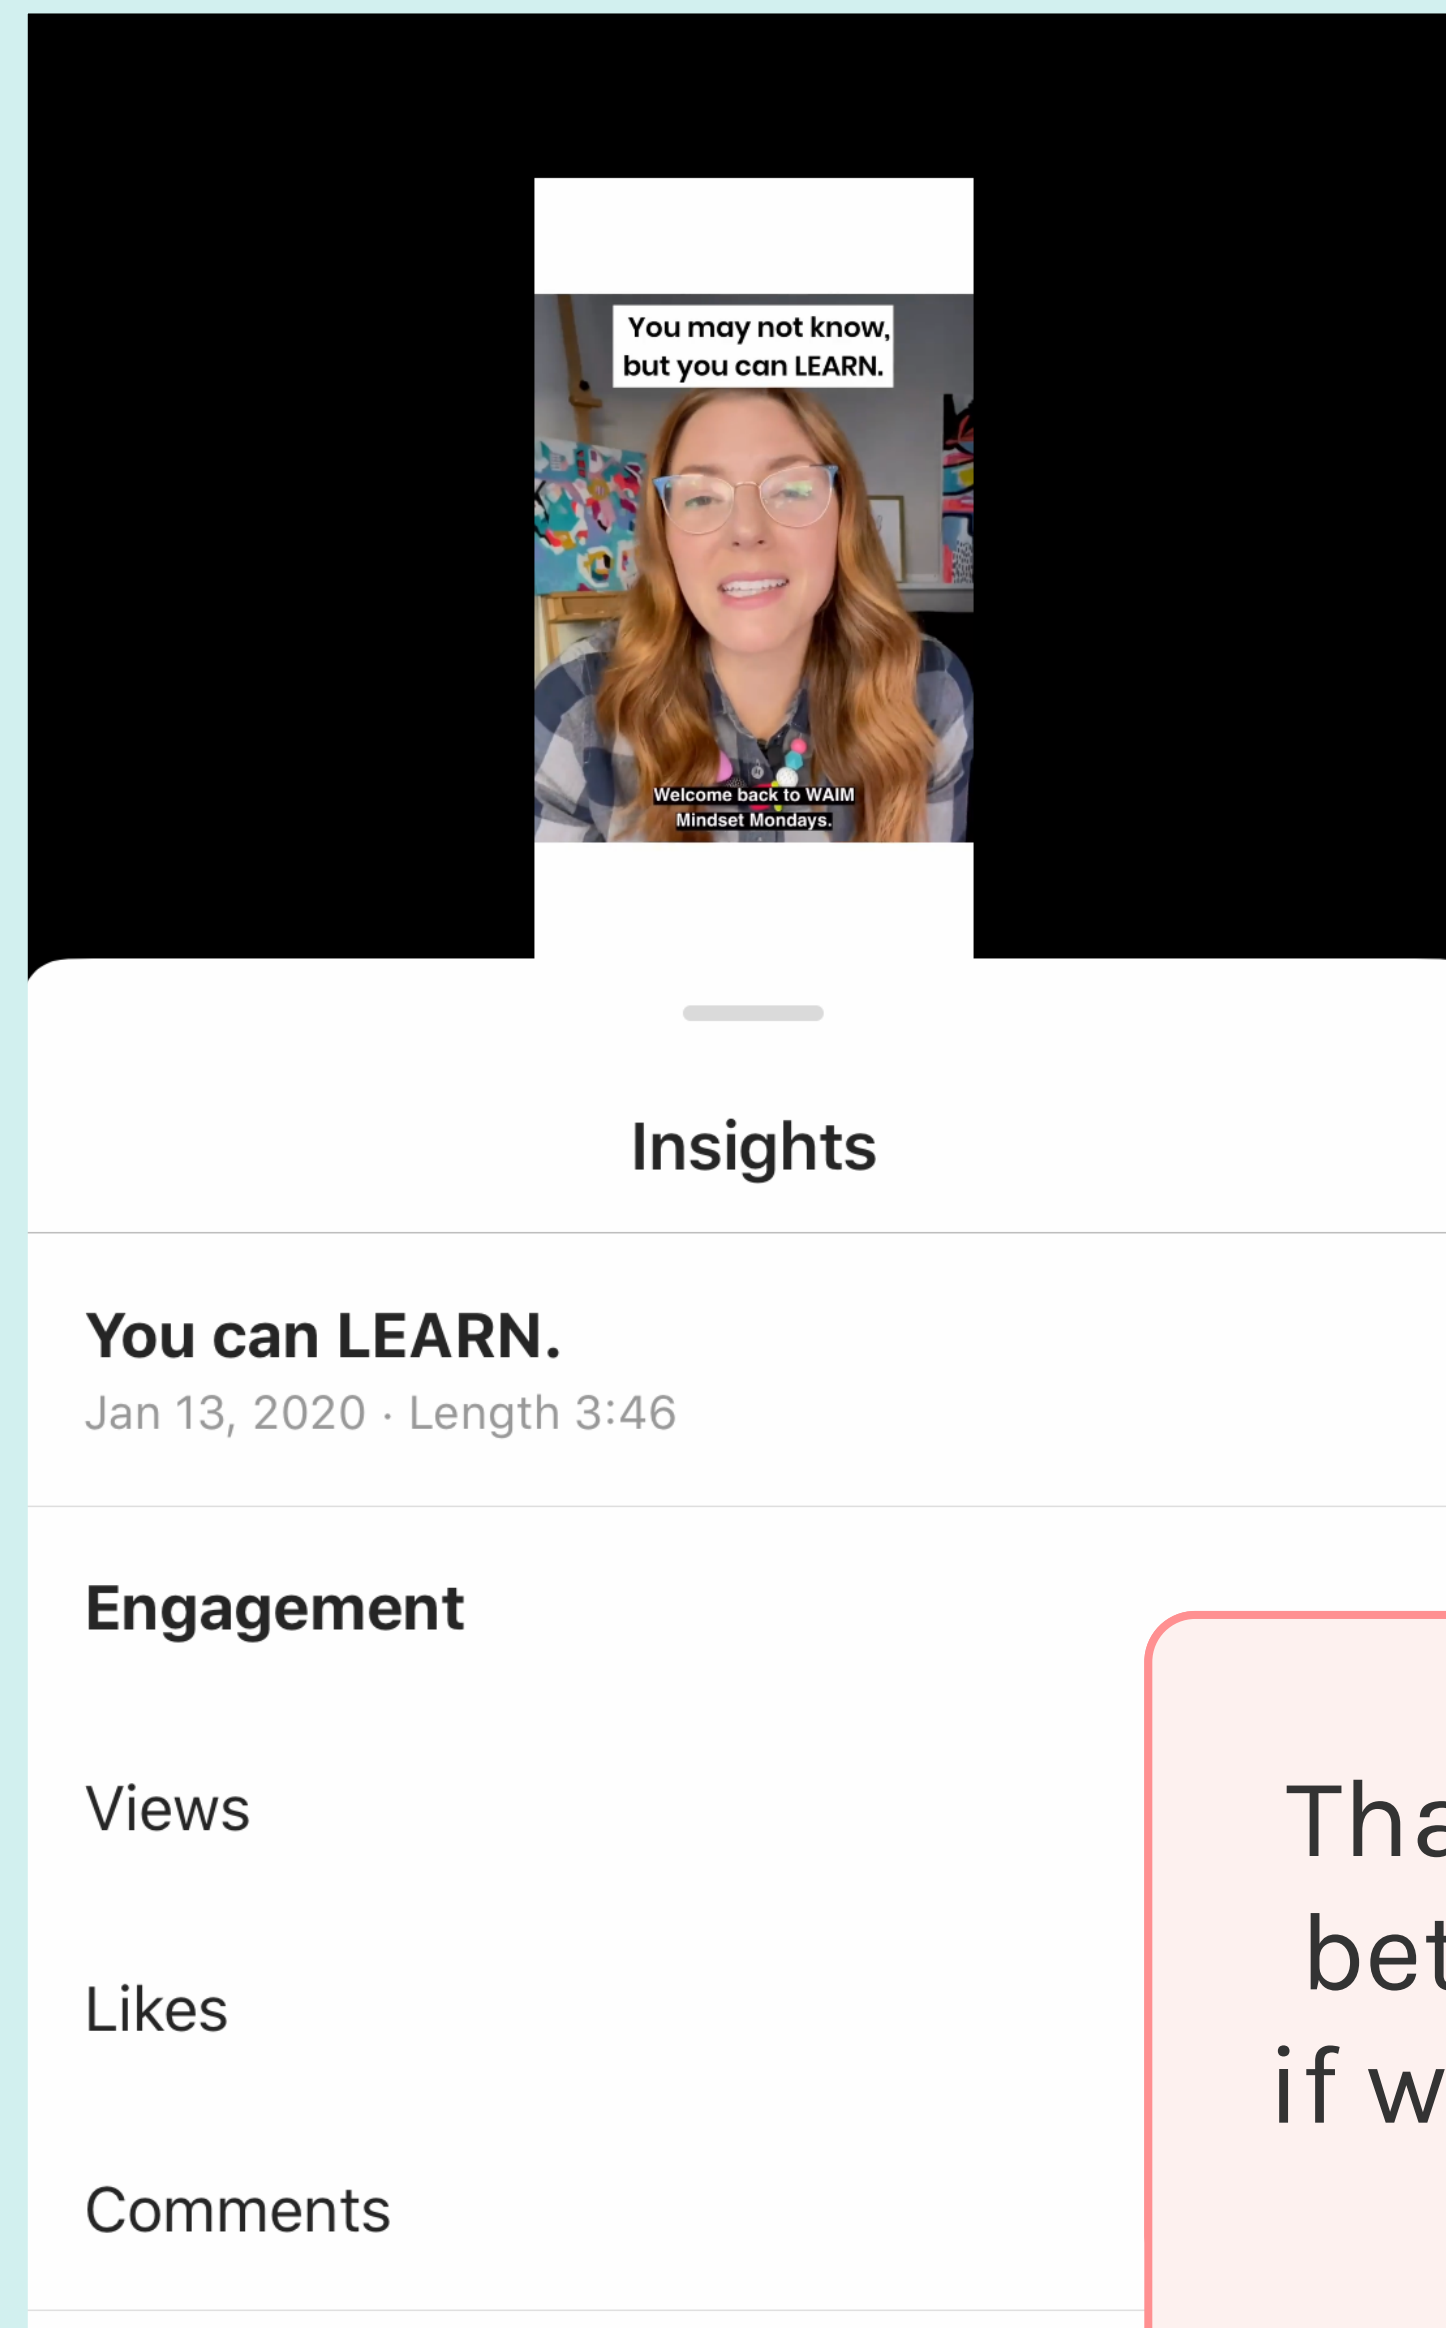 You may not know,
but you can LEARN.
Welcome back to WAIM
Mindset Mondays.
Insights
You can LEARN.
Jan 13, 2020 · Length 3:46
Engagement
Views
Likes
Comments
if